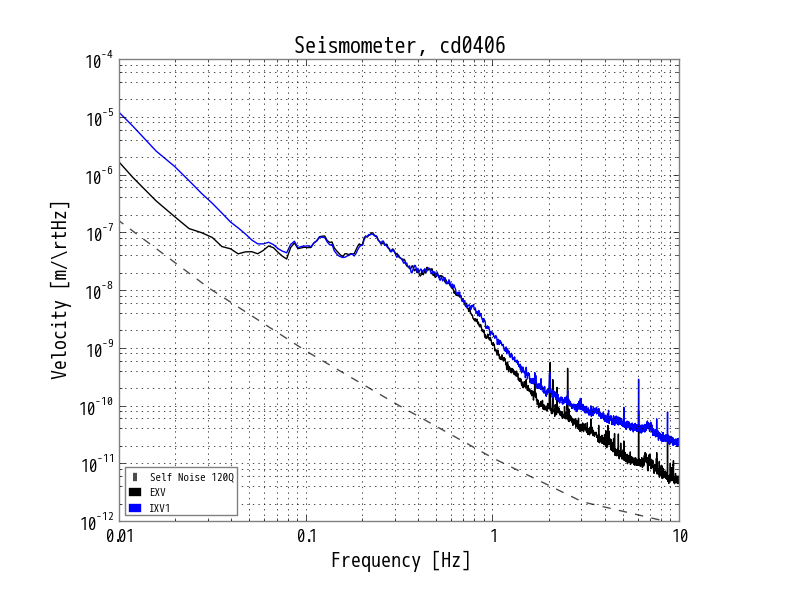 Seismometer, cd0406
10-4
10-5
10-6
10-7
10-8
10-9
10-10
10-11
10-12
Velocity [m/\rtHz]
Self Noise 120Q
EXV
IXV1
0.01 0.1 1 10
Frequency [Hz]